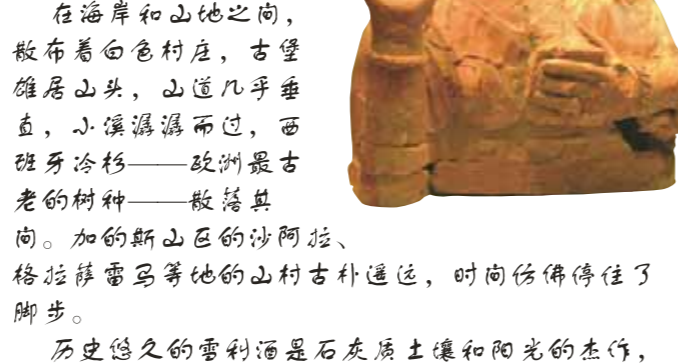 在海岸和山地之间，
散布着白色村庄，古堡
雄居山头，山道几乎垂
直，小溪潺潺而过，西
班牙冷杉——欧洲最古
老的树种——散落其
间。加的斯山区的沙阿拉、
格拉萨雷马等地的山村古朴遥远，时间仿佛停住了
脚步。
历史悠久的雪利酒是石灰质土壤和阳光的杰作，